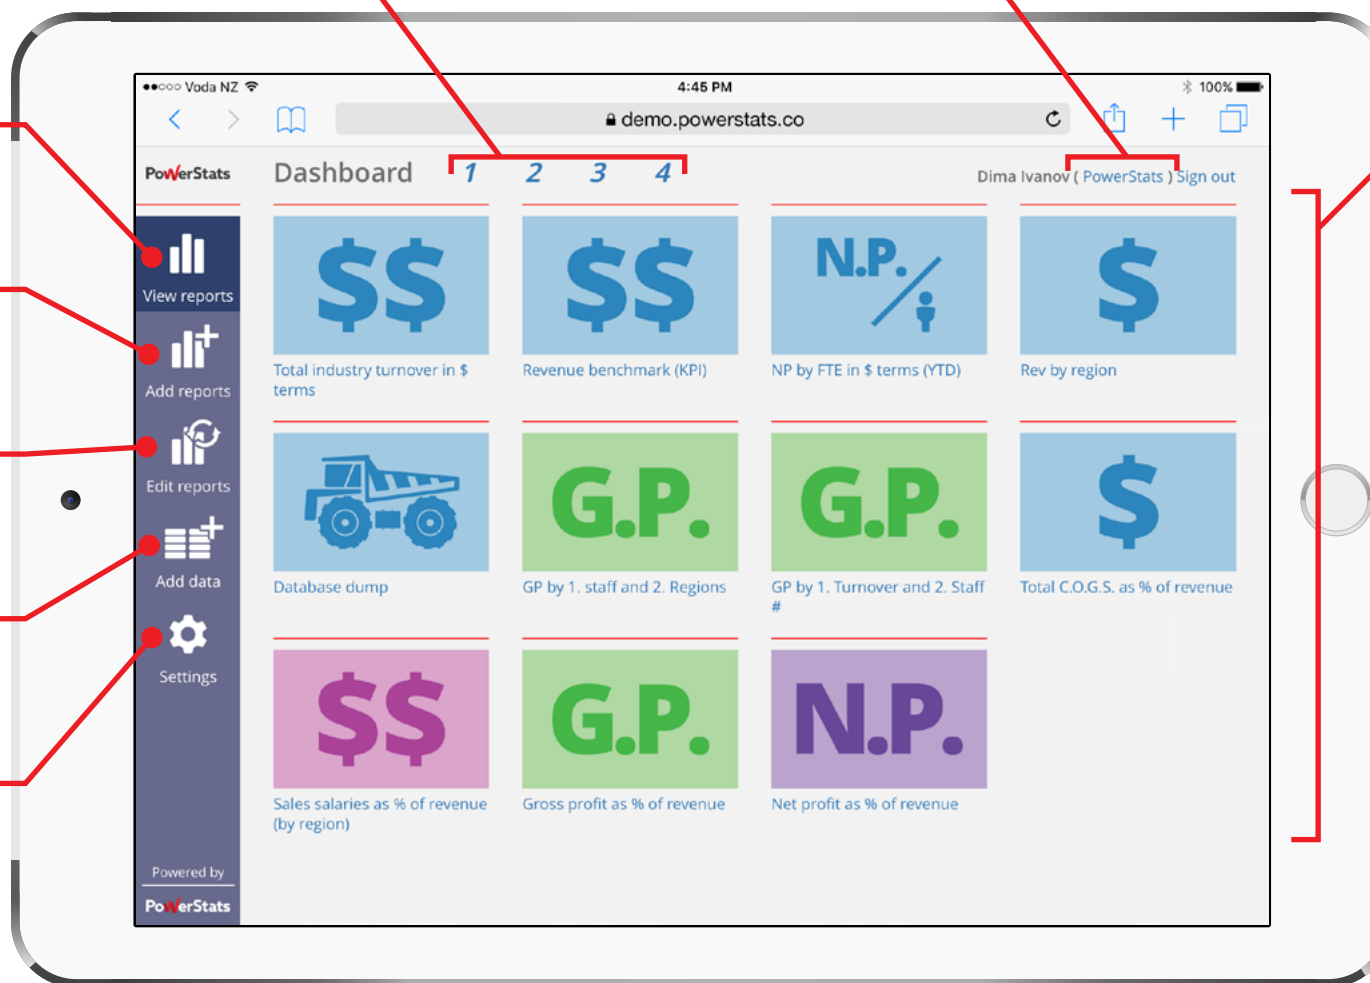 Voda NZ
4:45 PM
100%
demo.powerstats.co
PowerStats
Dashboard
1 2 3 4
Dima Ivanov ( PowerStats ) Sign out
View reports
Add reports
Edit reports
Add data
Settings
Powered by
PowerStats
$$
Total industry turnover in $
terms
$$
Revenue benchmark (KPI)
N.P.
NP by FTE in $ terms (YTD)
$
Rev by region
Database dump
G.P.
GP by 1. staff and 2. Regions
G.P.
GP by 1. Turnover and 2. Staff
#
$
Total C.O.G.S. as % of revenue
$$
Sales salaries as % of revenue
(by region)
G.P.
Gross profit as % of revenue
N.P.
Net profit as % of revenue